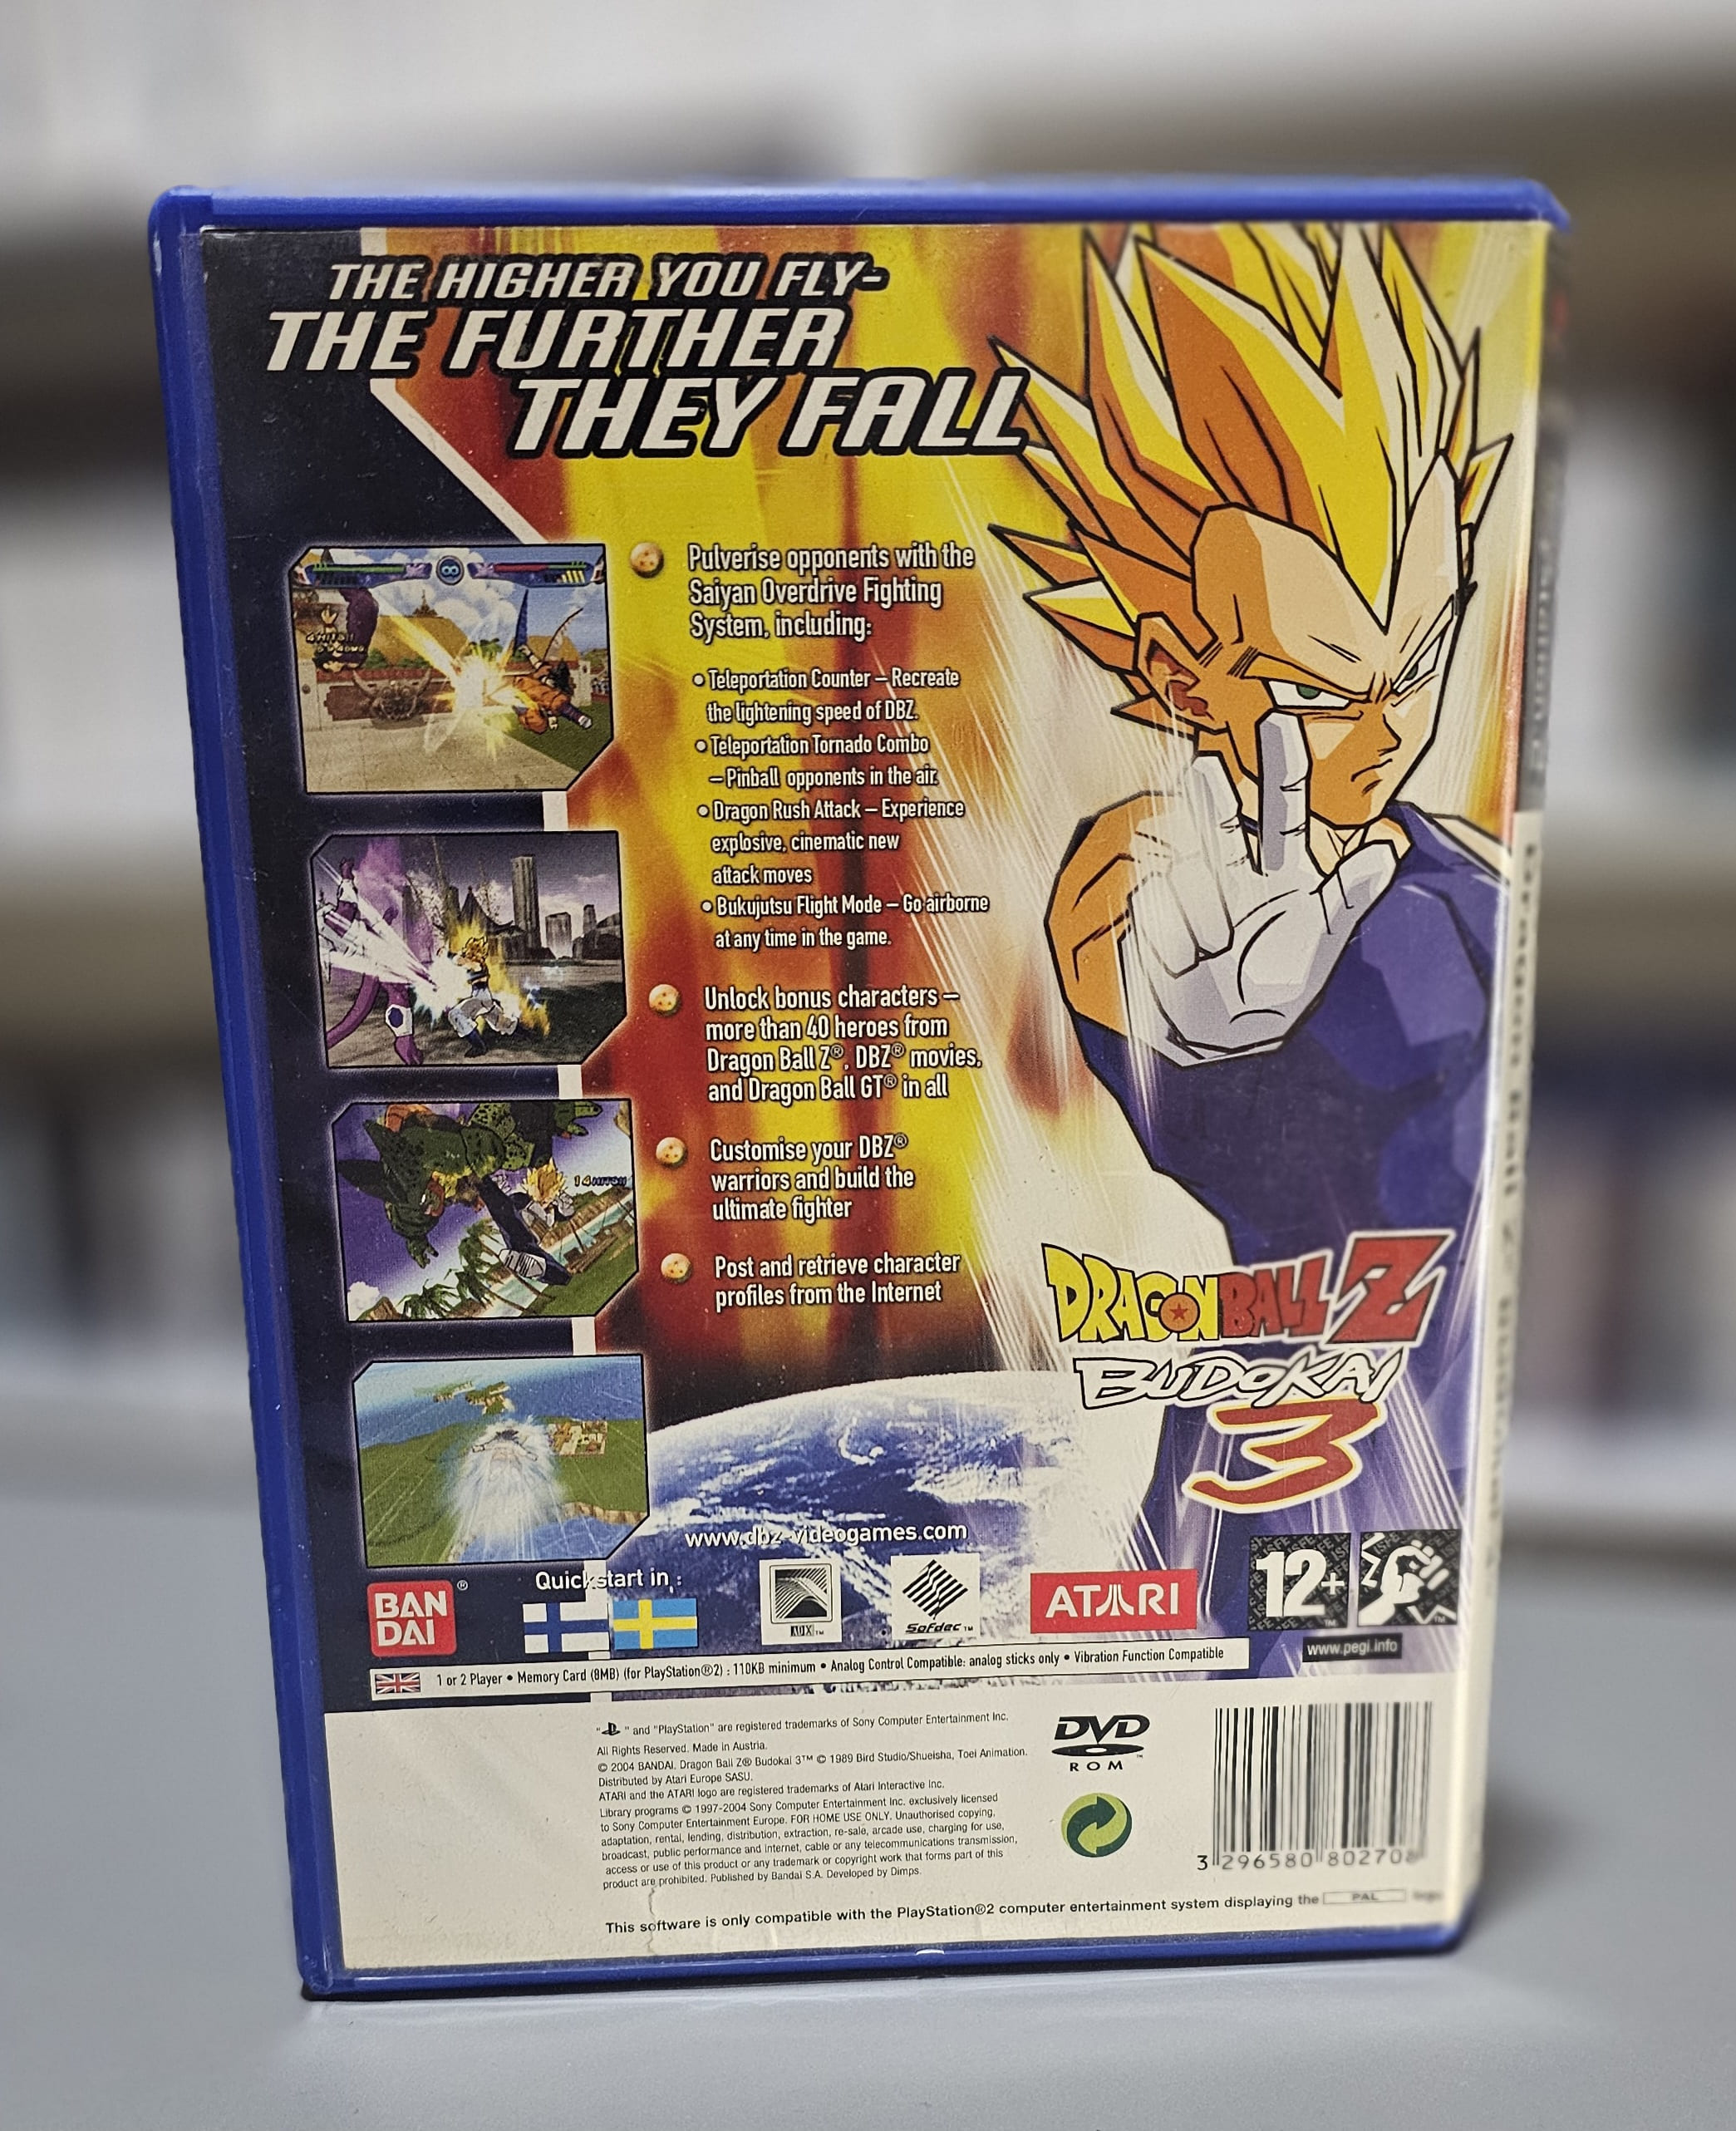 THE HIGHER YOU FLY-
THE FURTHER
THEY FALL
Pulverise opponents with the
Saiyan Overdrive Fighting
System, including:
• Teleportation Counter – Recreate
the lightening speed of DBZ.
• Teleportation Tornado Combo
– Pinball opponents in the air.
• Dragon Rush Attack – Experience
explosive, cinematic new
attack moves
• Bukujutsu Flight Mode – Go airborne
at any time in the game.
Unlock bonus characters –
more than 40 heroes from
Dragon Ball Z®, DBZ® movies,
and Dragon Ball GT® in all
Customise your DBZ®
warriors and build the
ultimate fighter
Post and retrieve character
profiles from the Internet
DRAGONBALL Z
BUDOKAI
3
www.dbz-videogames.com
BAN
DAI
®
Quickstart in :
ADX™
Sofdec™
ATARI
12+
www.pegi.info
1 or 2 Player • Memory Card (8MB) (for PlayStation®2) : 110KB minimum • Analog Control Compatible: analog sticks only • Vibration Function Compatible
" " and "PlayStation" are registered trademarks of Sony Computer Entertainment Inc.
All Rights Reserved. Made in Austria.
© 2004 BANDAI. Dragon Ball Z® Budokai 3™ © 1989 Bird Studio/Shueisha, Toei Animation.
Distributed by Atari Europe SASU.
ATARI and the ATARI logo are registered trademarks of Atari Interactive Inc.
Library programs © 1997-2004 Sony Computer Entertainment Inc. exclusively licensed
to Sony Computer Entertainment Europe. FOR HOME USE ONLY. Unauthorised copying,
adaptation, rental, lending, distribution, extraction, re-sale, arcade use, charging for use,
broadcast, public performance and internet, cable or any telecommunications transmission,
access or use of this product or any trademark or copyright work that forms part of this
product are prohibited. Published by Bandai S.A. Developed by Dimps.
DVD
ROM
3 296580 802708
This software is only compatible with the PlayStation®2 computer entertainment system displaying the PAL